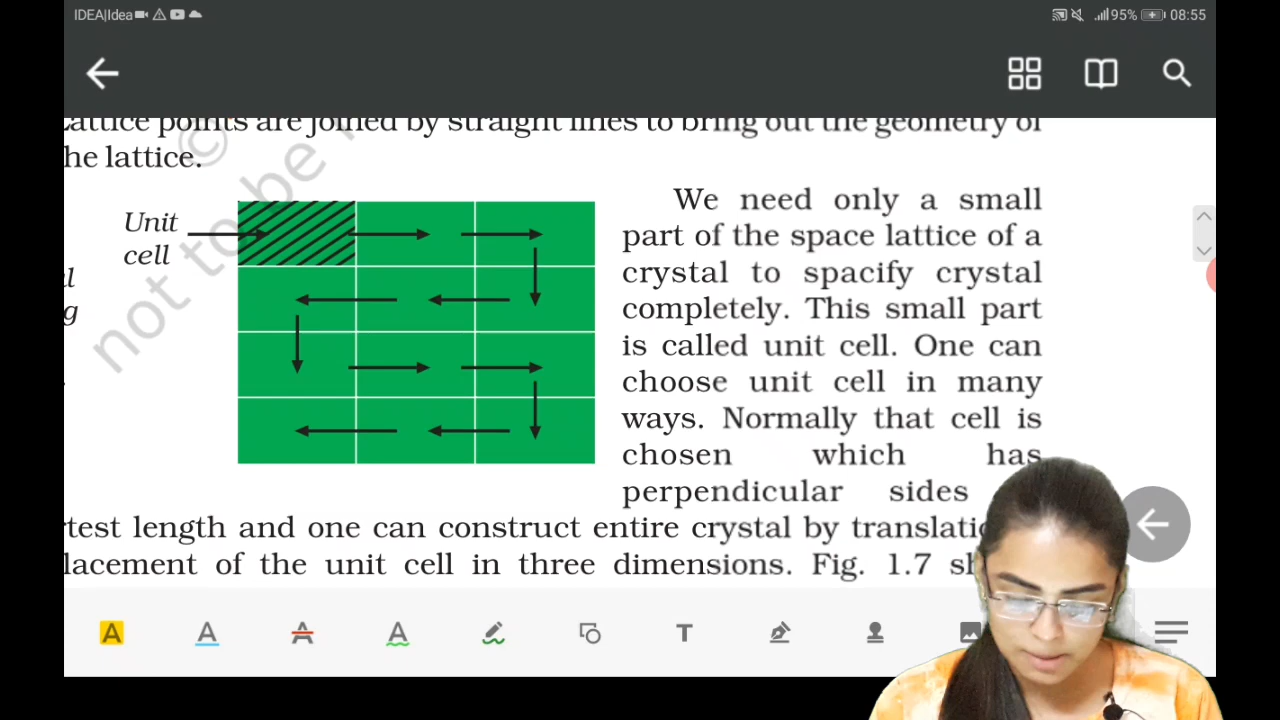 IDEA|Idea
95% 08:55
Lattice points are joined by straight lines to bring out the geometry of
he lattice.
Unit
cell
l
g
not to be
©
We need only a small
part of the space lattice of a
crystal to spacify crystal
completely. This small part
is called unit cell. One can
choose unit cell in many
ways. Normally that cell is
chosen which has
perpendicular sides
rtest length and one can construct entire crystal by translati
lacement of the unit cell in three dimensions. Fig. 1.7 sh
A A A A T